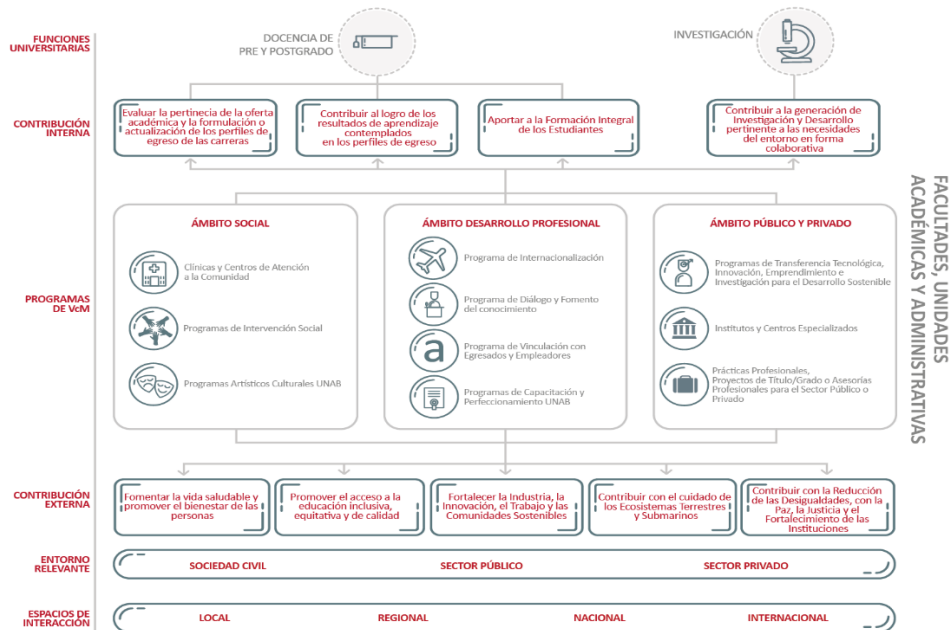 FUNCIONES
UNIVERSITARIAS
DOCENCIA DE
PRE Y POSTGRADO
INVESTIGACIÓN
CONTRIBUCIÓN
INTERNA
Evaluar la pertinecia de la oferta
académica y la formulación o
actualización de los perfiles de
egreso de las carreras
Contribuir al logro de los
resultados de aprendizaje
contemplados
en los perfiles de egreso
Aportar a la Formación Integral
de los Estudiantes
Contribuir a la generación de
Investigación y Desarrollo
pertinente a las necesidades
del entorno en forma
colaborativa
PROGRAMAS
DE VcM
ÁMBITO SOCIAL
Clínicas y Centros de Atención
a la Comunidad
Programas de Intervención Social
Programas Artísticos Culturales UNAB
ÁMBITO DESARROLLO PROFESIONAL
Programa de Internacionalización
Programa de Diálogo y Fomento
del conocimiento
a
Programa de Vinculación con
Egresados y Empleadores
Programas de Capacitación y
Perfeccionamiento UNAB
ÁMBITO PÚBLICO Y PRIVADO
Programas de Transferencia Tecnológica,
Innovación, Emprendimiento e
Investigación para el Desarrollo Sostenible
Institutos y Centros Especializados
Prácticas Profesionales,
Proyectos de Título/Grado o Asesorías
Profesionales para el Sector Público o
Privado
FACULTADES, UNIDADES
ACADÉMICAS Y ADMINISTRATIVAS
CONTRIBUCIÓN
EXTERNA
Fomentar la vida saludable y
promover el bienestar de las
personas
Promover el acceso a la
educación inclusiva,
equitativa y de calidad
Fortalecer la Industria, la
Innovación, el Trabajo y las
Comunidades Sostenibles
Contribuir con el cuidado de
los Ecosistemas Terrestres
y Submarinos
Contribuir con la Reducción
de las Desigualdades, con la
Paz, la Justicia y el
Fortalecimiento de las
Instituciones
ENTORNO
RELEVANTE
SOCIEDAD CIVIL
SECTOR PÚBLICO
SECTOR PRIVADO
ESPACIOS DE
INTERACCIÓN
LOCAL
REGIONAL
NACIONAL
INTERNACIONAL